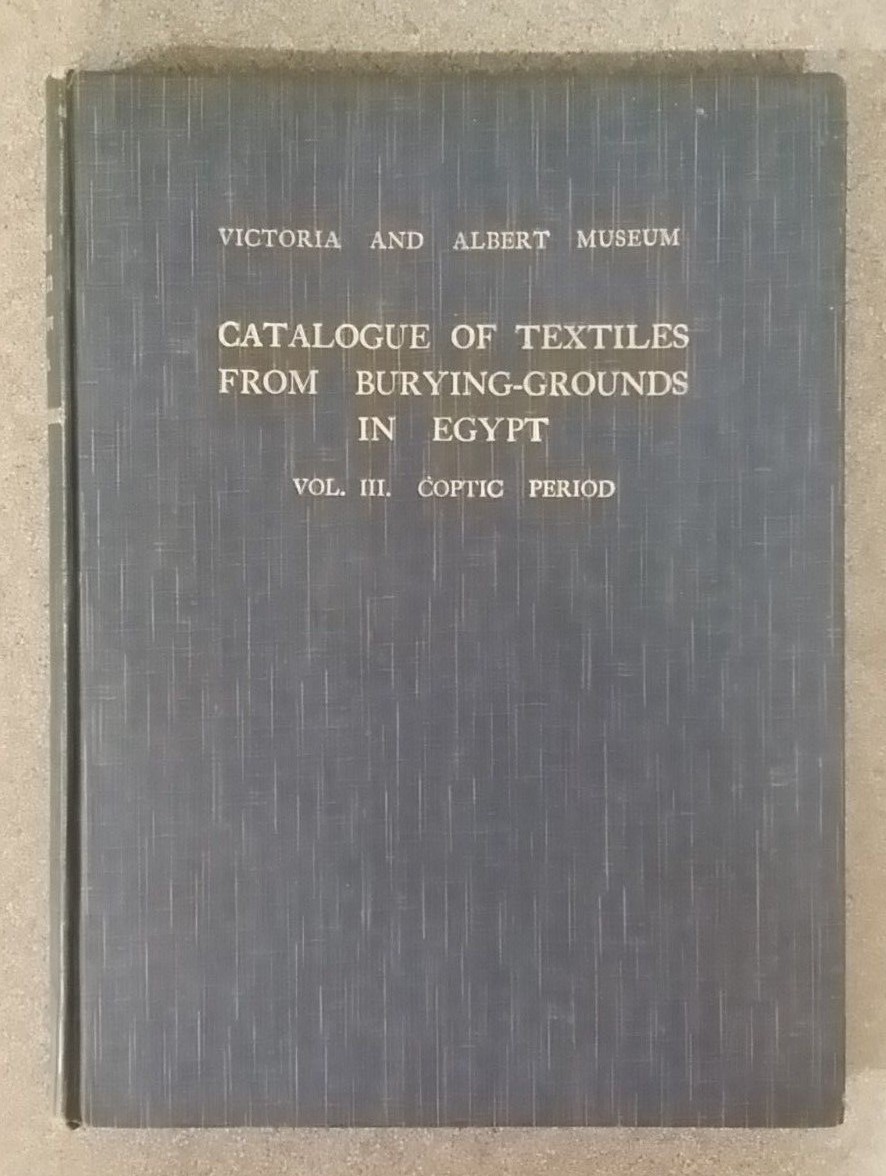 VICTORIA AND ALBERT MUSEUM
CATALOGUE OF TEXTILES
FROM BURYING-GROUNDS
IN EGYPT
VOL. III. COPTIC PERIOD